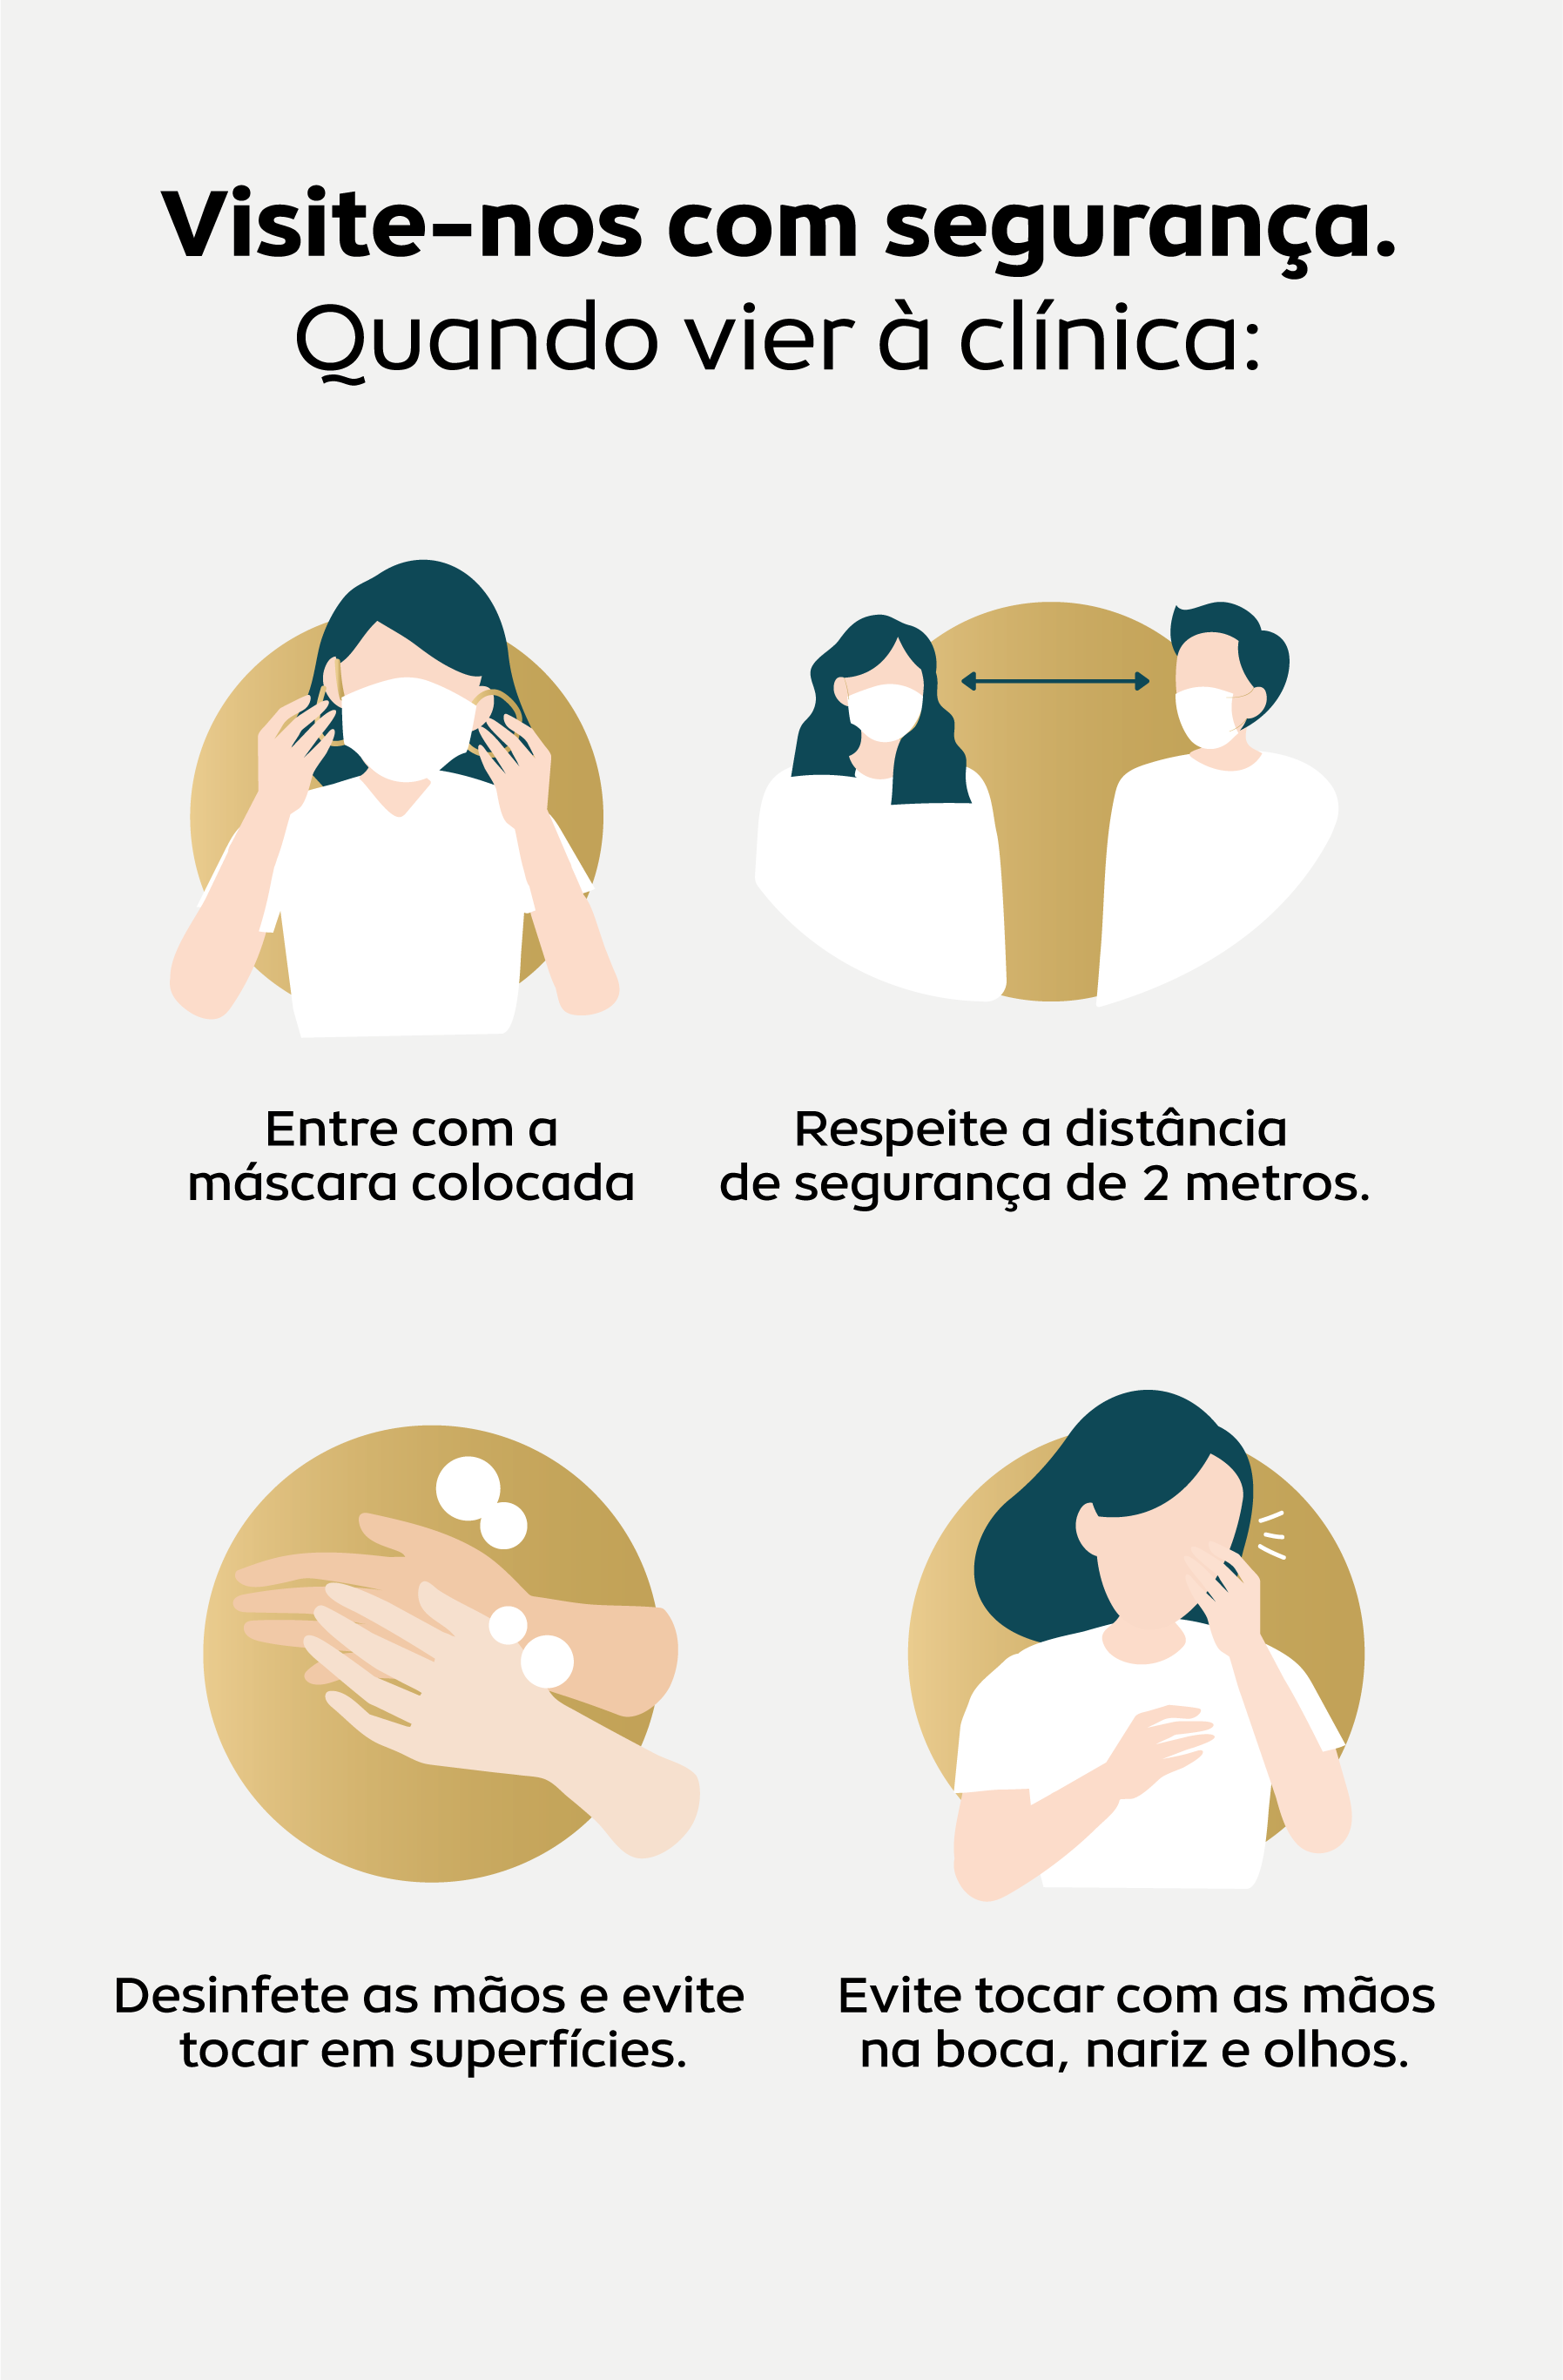 Visite-nos com segurança.
Quando vier à clínica:
Entre com a
máscara colocada
Respeite a distância
de segurança de 2 metros.
Desinfete as mãos e evite
tocar em superfícies.
Evite tocar com as mãos
na boca, nariz e olhos.